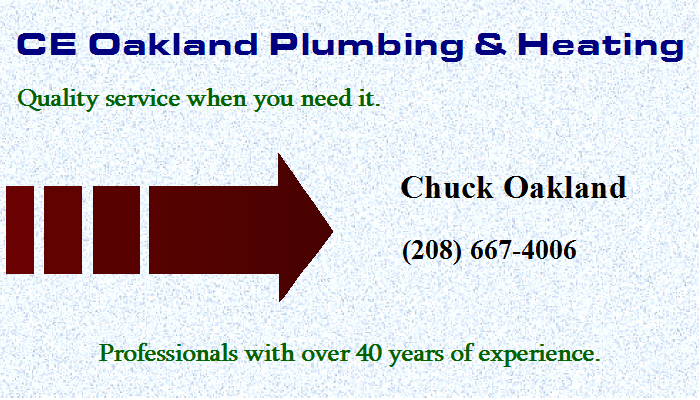 CE Oakland Plumbing & Heating
Quality service when you need it.
Chuck Oakland
(208) 667-4006
Professionals with over 40 years of experience.